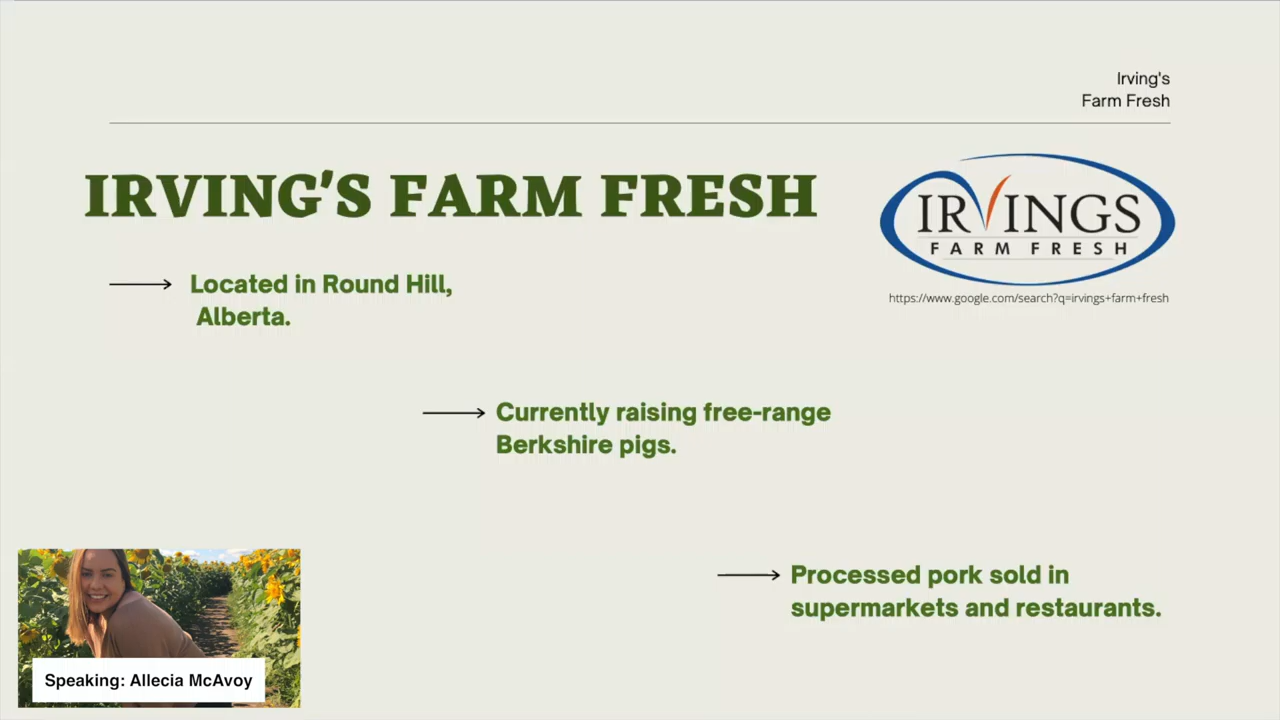 Irving's
Farm Fresh
IRVING'S FARM FRESH
IRVINGS
FARM FRESH
https://www.google.com/search?q=irvings+farm+fresh
Located in Round Hill,
Alberta.
Currently raising free-range
Berkshire pigs.
Processed pork sold in
supermarkets and restaurants.
Speaking: Allecia McAvoy